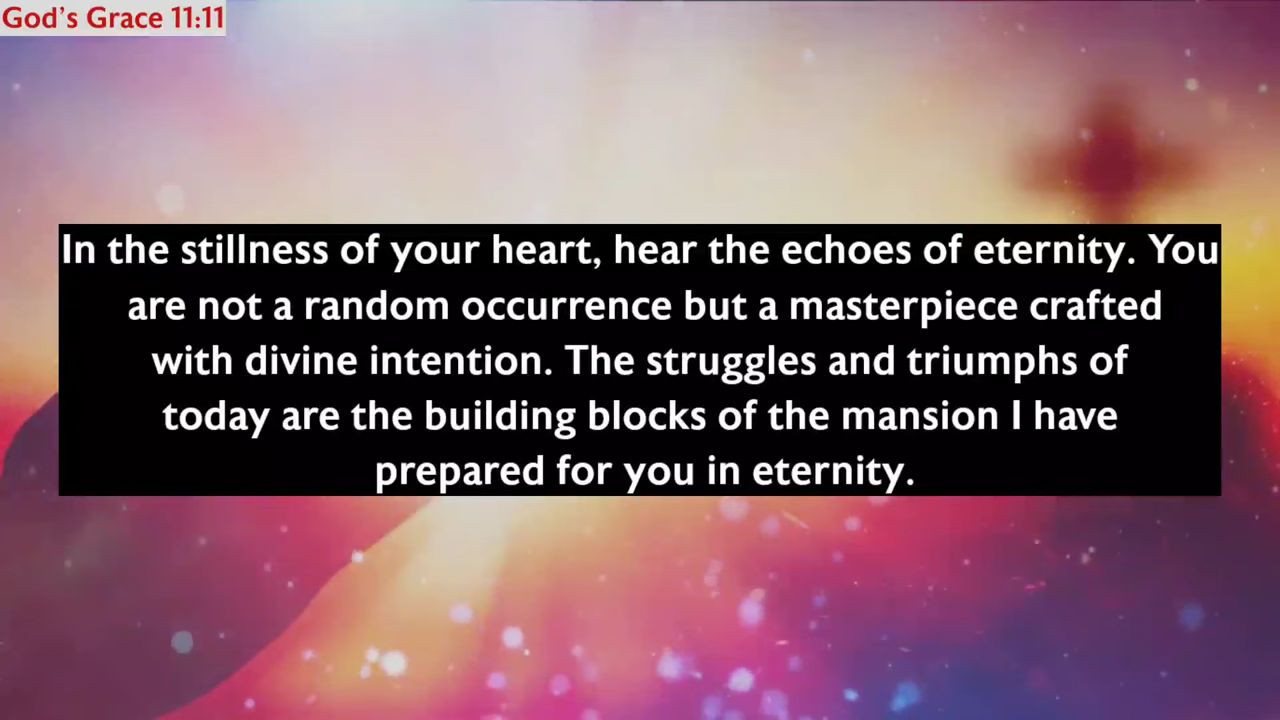 God's Grace 11:11
In the stillness of your heart, hear the echoes of eternity. You
are not a random occurrence but a masterpiece crafted
with divine intention. The struggles and triumphs of
today are the building blocks of the mansion I have
prepared for you in eternity.